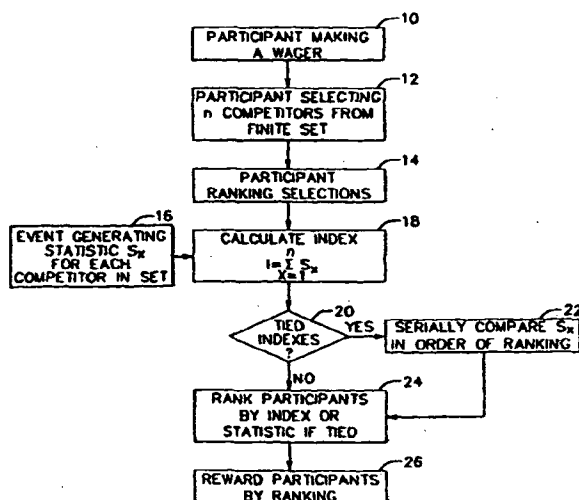 10
PARTICIPANT MAKING
A WAGER
12
PARTICIPANT SELECTING
n COMPETITORS FROM
FINITE SET
14
PARTICIPANT
RANKING SELECTIONS
16
EVENT GENERATING
STATISTIC Sx
FOR EACH
COMPETITOR IN SET
18
CALCULATE INDEX
n
I=Σ Sx
X=1
20
TIED
INDEXES
?
YES
22
SERIALLY COMPARE Sx
IN ORDER OF RANKING
NO
24
RANK PARTICIPANTS
BY INDEX OR
STATISTIC IF TIED
26
REWARD PARTICIPANTS
BY RANKING